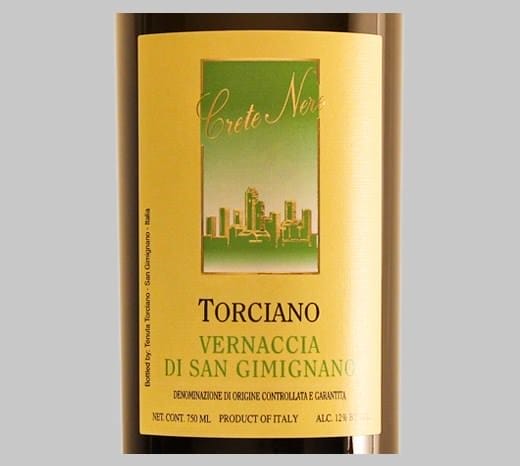 Crete Nere
TORCIANO
VERNACCIA
DI SAN GIMIGNANO
DENOMINAZIONE DI ORIGINE CONTROLLATA E GARANTITA
NET. CONT. 750 ML PRODUCT OF ITALY ALC. 12% B
Bottled by: Tenuta Torciano - San Gimignano - Italia